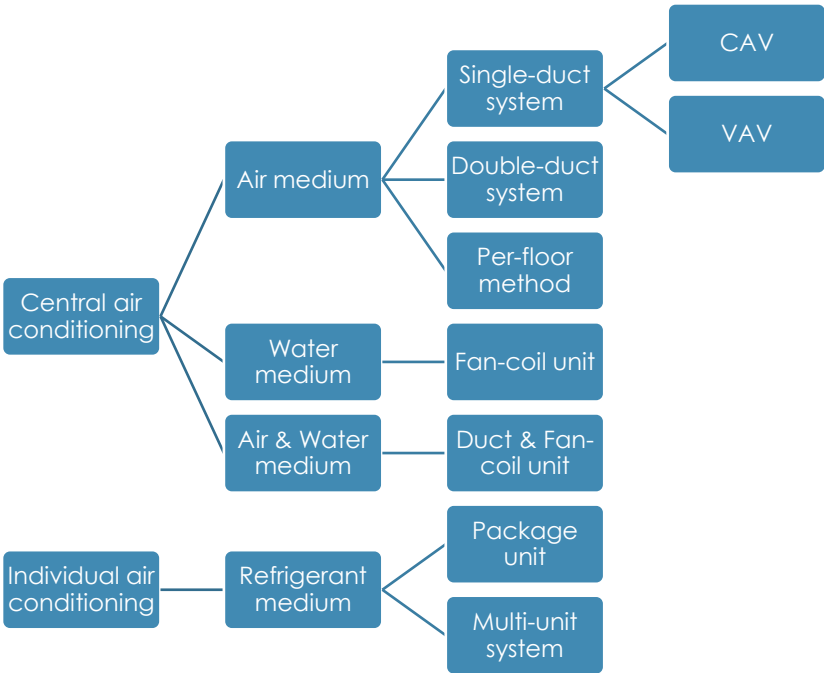 Central air
conditioning
Air medium
Single-duct
system
CAV
VAV
Double-duct
system
Per-floor
method
Water
medium
Fan-coil unit
Air & Water
medium
Duct & Fan-
coil unit
Individual air
conditioning
Refrigerant
medium
Package
unit
Multi-unit
system